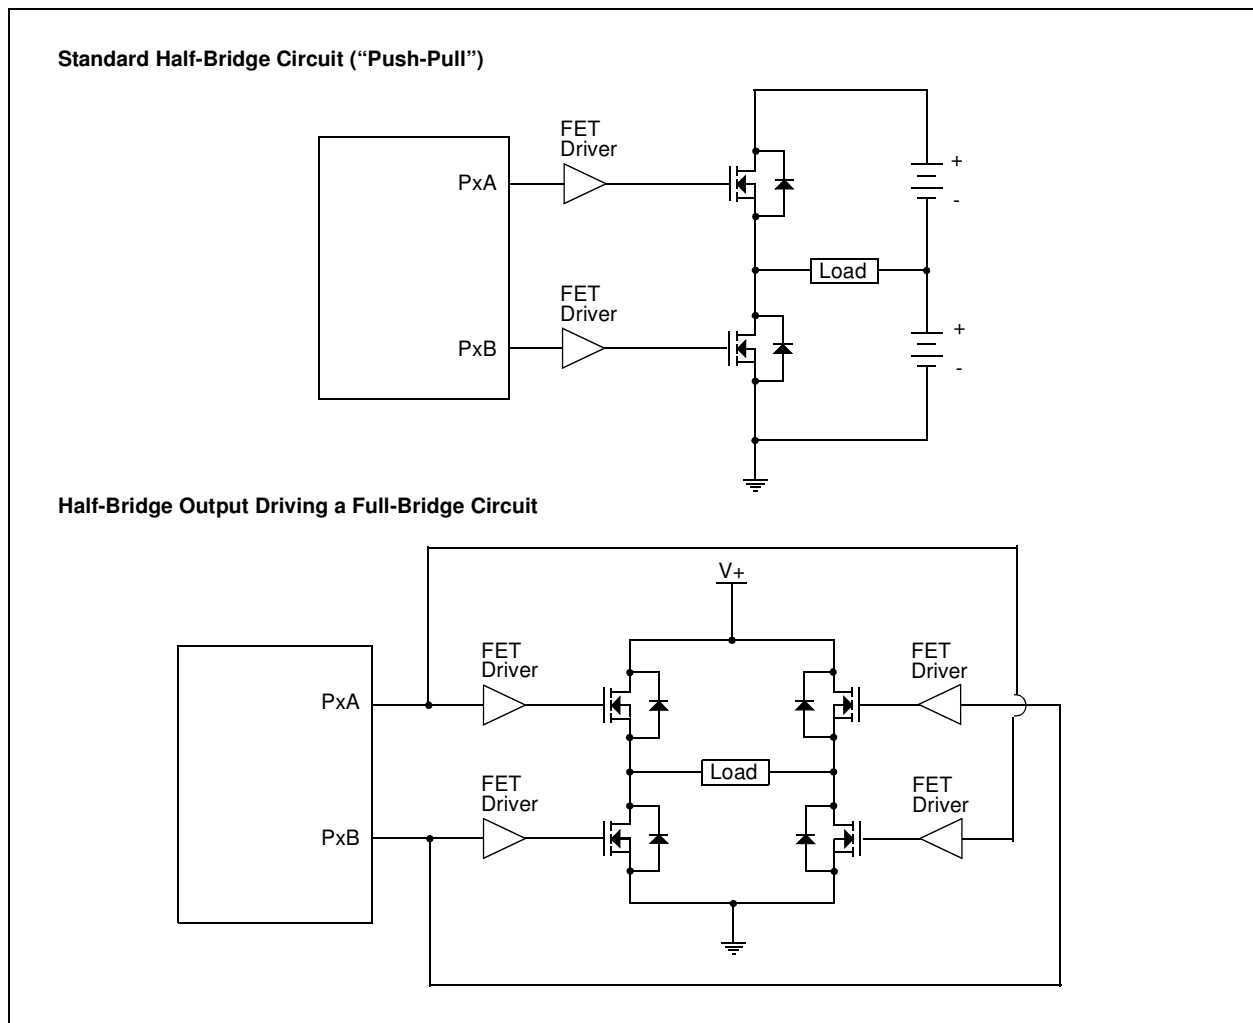 Standard Half-Bridge Circuit (“Push-Pull”)
FET
Driver
PxA
+
-
Load
FET
Driver
PxB
+
-
Half-Bridge Output Driving a Full-Bridge Circuit
V+
FET
Driver
FET
Driver
PxA
Load
FET
Driver
FET
Driver
PxB